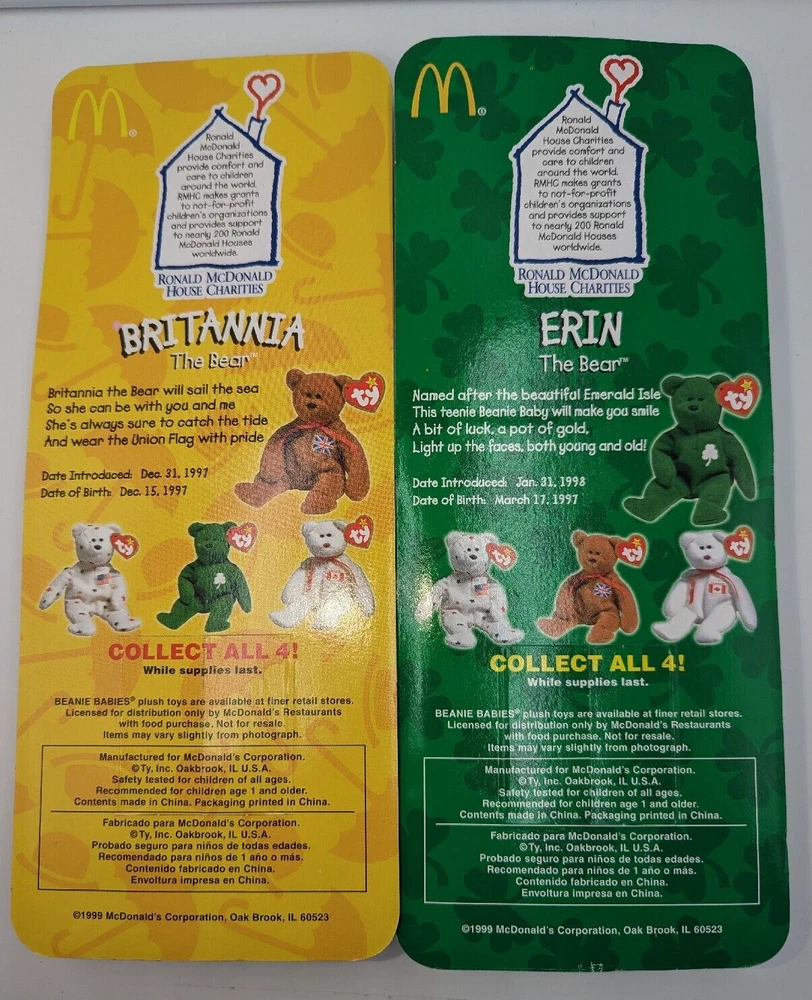 Ronald
McDonald
House Charities
provide comfort and
care to children
around the world.
RMHC makes grants
to not-for-profit
children's organizations
and provides support
to nearly 200 Ronald
McDonald Houses
worldwide.
RONALD MCDONALD
HOUSE CHARITIES
BRITANNIA
The Bear™
Britannia the Bear will sail the sea
So she can be with you and me
She's always sure to catch the tide
And wear the Union Flag with pride
Date Introduced: Dec. 31, 1997
Date of Birth: Dec. 15, 1997
ty
ty
ty
ty
COLLECT ALL 4!
While supplies last.
BEANIE BABIES® plush toys are available at finer retail stores.
Licensed for distribution only by McDonald's Restaurants
with food purchase. Not for resale.
Items may vary slightly from photograph.
Manufactured for McDonald's Corporation.
©Ty, Inc. Oakbrook, IL U.S.A.
Safety tested for children of all ages.
Recommended for children age 1 and older.
Contents made in China. Packaging printed in China.
Fabricado para McDonald's Corporation.
©Ty, Inc. Oakbrook, IL U.S.A.
Probado seguro para niños de todas edades.
Recomendado para niños de 1 año o más.
Contenido fabricado en China.
Envoltura impresa en China.
©1999 McDonald's Corporation, Oak Brook, IL 60523
Ronald
McDonald
House Charities
provide comfort and
care to children
around the world.
RMHC makes grants
to not-for-profit
children's organizations
and provides support
to nearly 200 Ronald
McDonald Houses
worldwide.
RONALD MCDONALD
HOUSE CHARITIES
ERIN
The Bear™
Named after the beautiful Emerald Isle
This teenie Beanie Baby will make you smile
A bit of luck, a pot of gold,
Light up the faces, both young and old!
Date Introduced: Jan. 31, 1998
Date of Birth: March 17, 1997
ty
ty
ty
ty
COLLECT ALL 4!
While supplies last.
BEANIE BABIES® plush toys are available at finer retail stores.
Licensed for distribution only by McDonald's Restaurants
with food purchase. Not for resale.
Items may vary slightly from photograph.
Manufactured for McDonald's Corporation.
©Ty, Inc. Oakbrook, IL U.S.A.
Safety tested for children of all ages.
Recommended for children age 1 and older.
Contents made in China. Packaging printed in China.
Fabricado para McDonald's Corporation.
©Ty, Inc. Oakbrook, IL U.S.A.
Probado seguro para niños de todas edades.
Recomendado para niños de 1 año o más.
Contenido fabricado en China.
Envoltura impresa en China.
©1999 McDonald's Corporation, Oak Brook, IL 60523